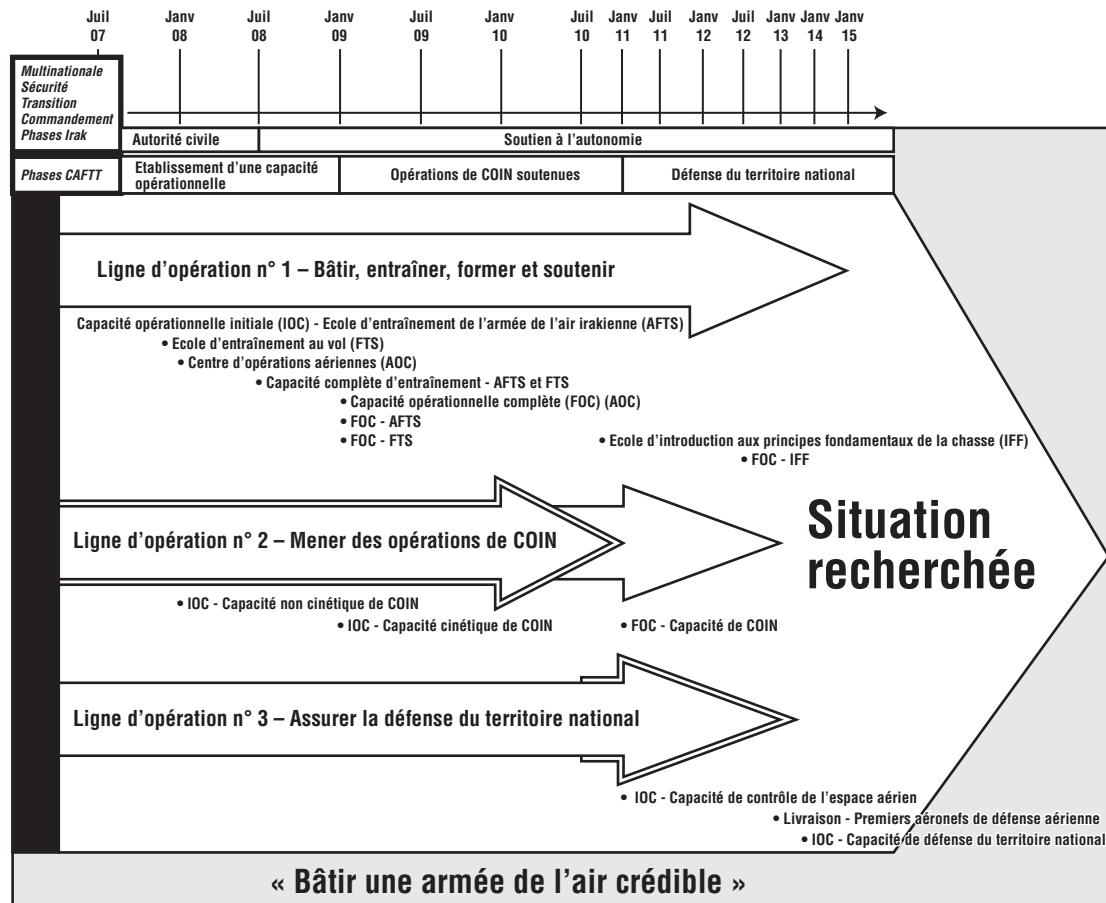 Juil Janv Juil Janv Juil Janv Juil Janv Juil Janv Juil Janv Janv Janv
07 08 08 09 09 10 10 11 11 12 12 13 14 15
Multinationale
Sécurité
Transition
Commandement
Phases Irak
Autorité civile
Soutien à l’autonomie
Phases CAFTT
Etablissement d’une capacité
opérationnelle
Opérations de COIN soutenues
Défense du territoire national
Ligne d’opération n° 1 – Bâtir, entraîner, former et soutenir
Capacité opérationnelle initiale (IOC) - Ecole d’entraînement de l’armée de l’air irakienne (AFTS)
• Ecole d’entraînement au vol (FTS)
• Centre d’opérations aériennes (AOC)
• Capacité complète d’entraînement - AFTS et FTS
• Capacité opérationnelle complète (FOC) (AOC)
• FOC - AFTS
• FOC - FTS
• Ecole d’introduction aux principes fondamentaux de la chasse (IFF)
• FOC - IFF
Situation
recherchée
Ligne d’opération n° 2 – Mener des opérations de COIN
• IOC - Capacité non cinétique de COIN
• IOC - Capacité cinétique de COIN
• FOC - Capacité de COIN
Ligne d’opération n° 3 – Assurer la défense du territoire national
• IOC - Capacité de contrôle de l’espace aérien
• Livraison - Premiers aéronefs de défense aérienne
• IOC - Capacité de défense du territoire national
« Bâtir une armée de l’air crédible »